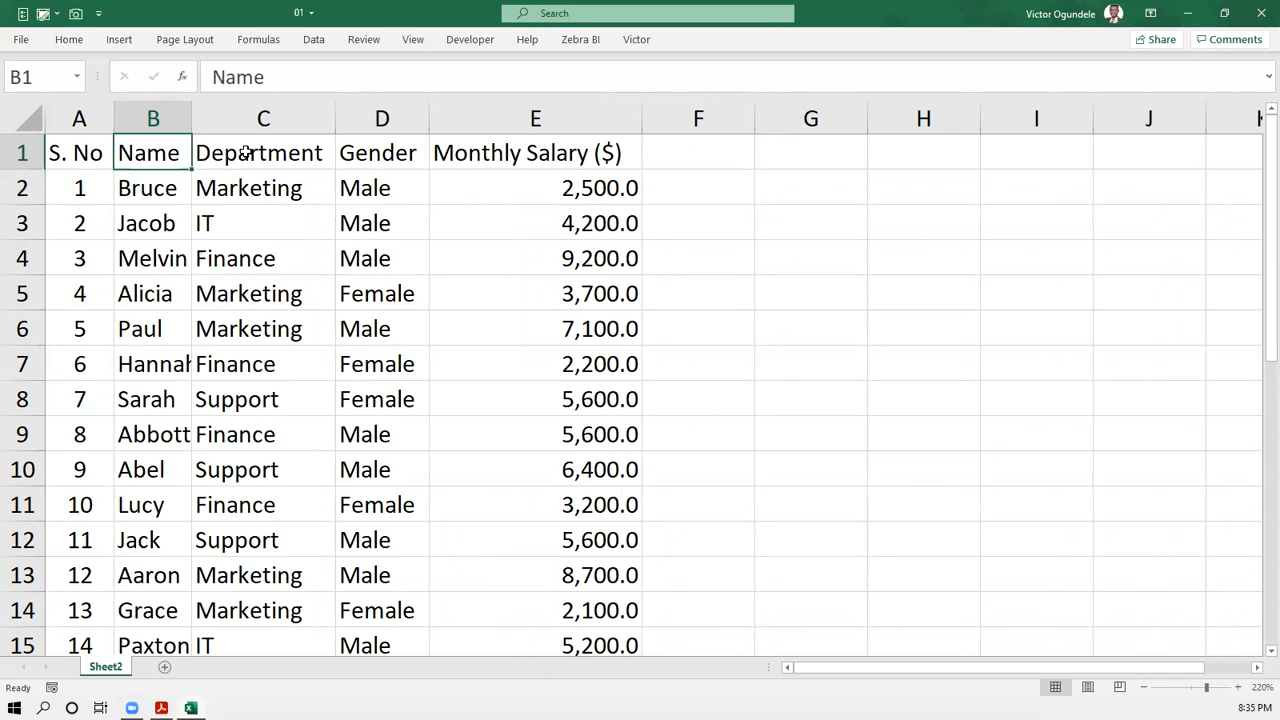 01
Search
Victor Ogundele
File Home Insert Page Layout Formulas Data Review View Developer Help Zebra BI Victor Share Comments
B1 fx Name
A B C D E F G H I J K
1 S. No Name Department Gender Monthly Salary ($)
2 1 Bruce Marketing Male 2,500.0
3 2 Jacob IT Male 4,200.0
4 3 Melvin Finance Male 9,200.0
5 4 Alicia Marketing Female 3,700.0
6 5 Paul Marketing Male 7,100.0
7 6 Hannah Finance Female 2,200.0
8 7 Sarah Support Female 5,600.0
9 8 Abbott Finance Male 5,600.0
10 9 Abel Support Male 6,400.0
11 10 Lucy Finance Female 3,200.0
12 11 Jack Support Male 5,600.0
13 12 Aaron Marketing Male 8,700.0
14 13 Grace Marketing Female 2,100.0
15 14 Paxton IT Male 5,200.0
Sheet2
Ready 220%
8:35 PM